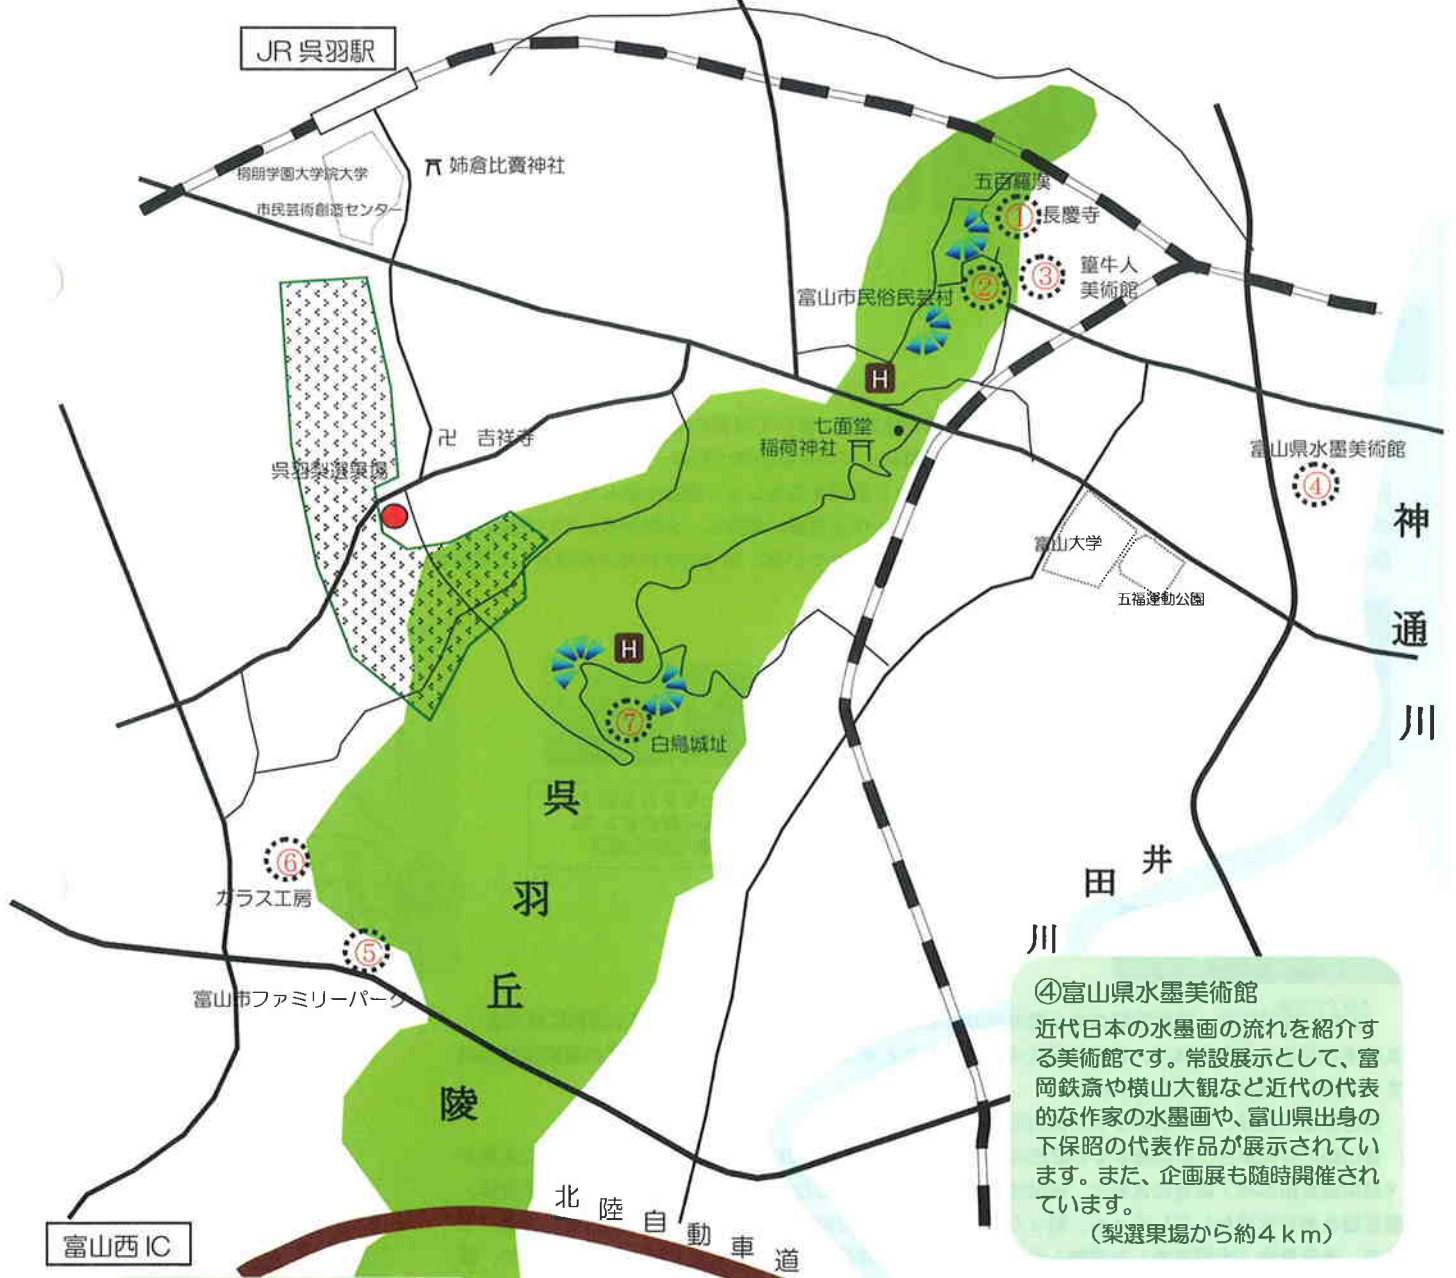 JR 呉羽駅
姉倉比賣神社
桐朋学園大学院大学
市民芸術創造センター
五百羅漢
①
長慶寺
③
篁牛人
美術館
②
富山市民俗民芸村
H
七面堂
稲荷神社
卍 吉祥寺
呉羽梨選果場
富山県水墨美術館
④
富山大学
五福運動公園
神通川
H
⑦
白鳥城址
呉羽丘陵
⑥
ガラス工房
⑤
富山市ファミリーパーク
井田川
④富山県水墨美術館
近代日本の水墨画の流れを紹介す
る美術館です。常設展示として、富
岡鉄斎や横山大観など近代の代表
的な作家の水墨画や、富山県出身の
下保昭の代表作品が展示されてい
ます。また、企画展も随時開催され
ています。
（梨選果場から約4ｋｍ）
北陸自動車道
富山西 IC